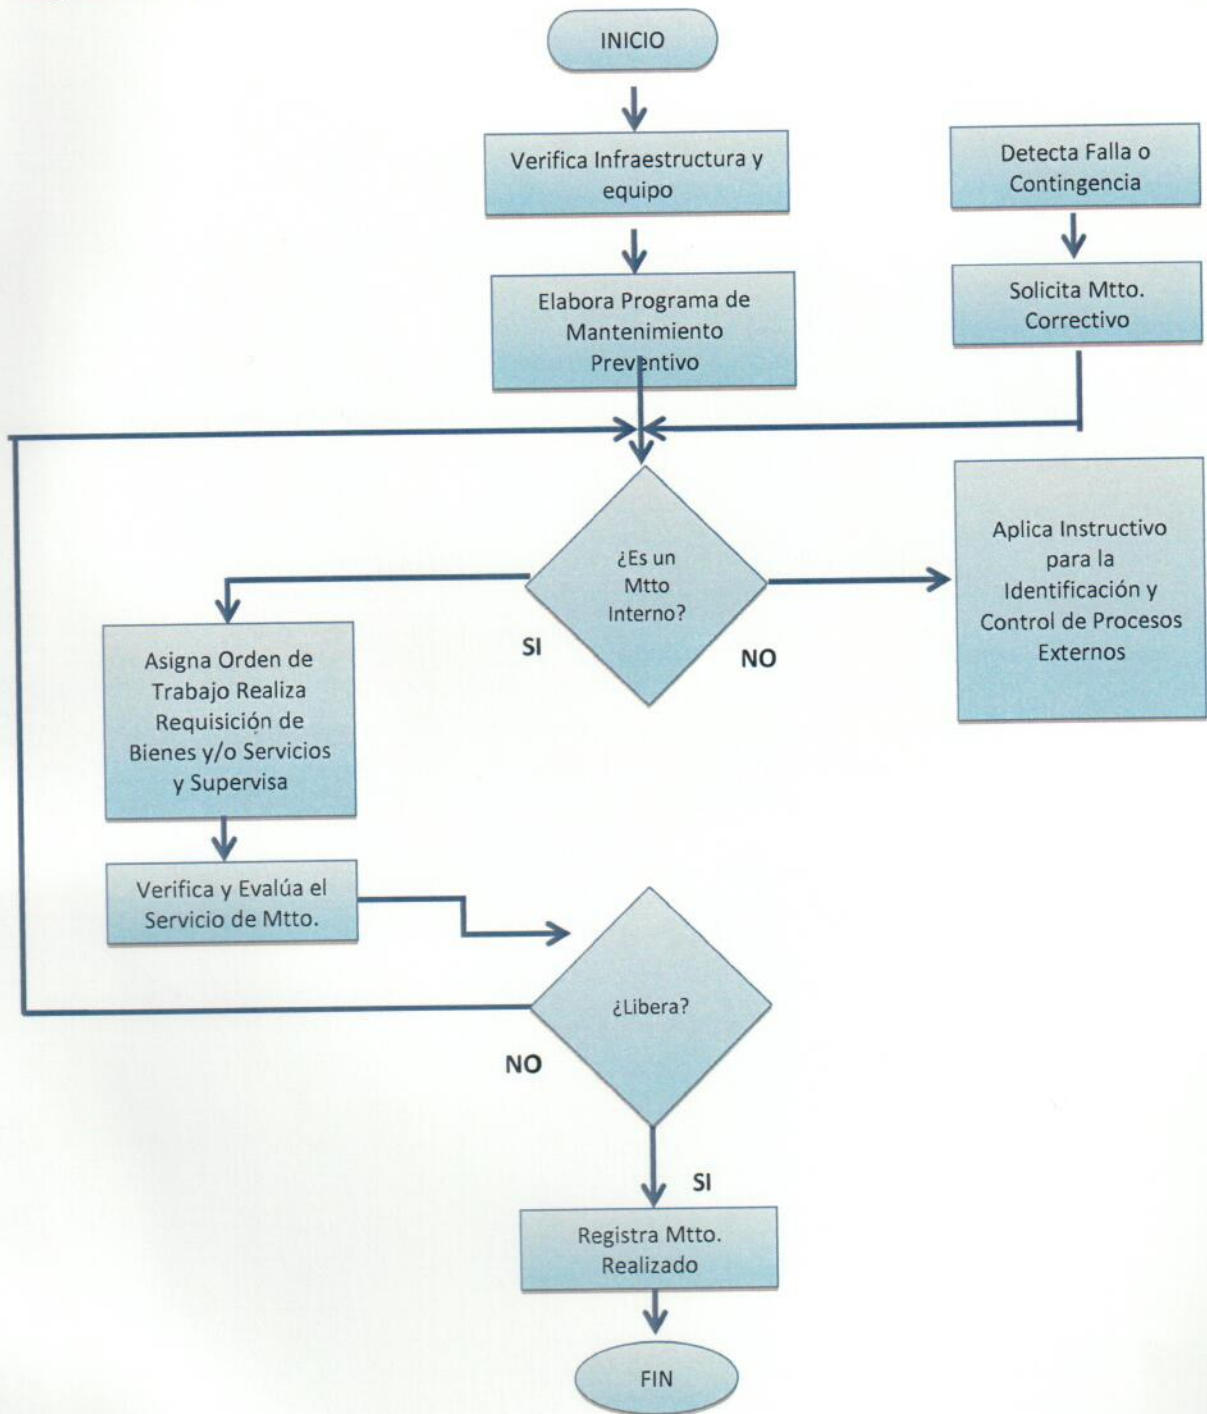 INICIO
Verifica Infraestructura y
equipo
Detecta Falla o
Contingencia
Elabora Programa de
Mantenimiento
Preventivo
Solicita Mtto.
Correctivo
¿Es un
Mtto
Interno?
SI
NO
Aplica Instructivo
para la
Identificación y
Control de Procesos
Externos
Asigna Orden de
Trabajo Realiza
Requisición de
Bienes y/o Servicios
y Supervisa
Verifica y Evalúa el
Servicio de Mtto.
¿Libera?
NO
SI
Registra Mtto.
Realizado
FIN